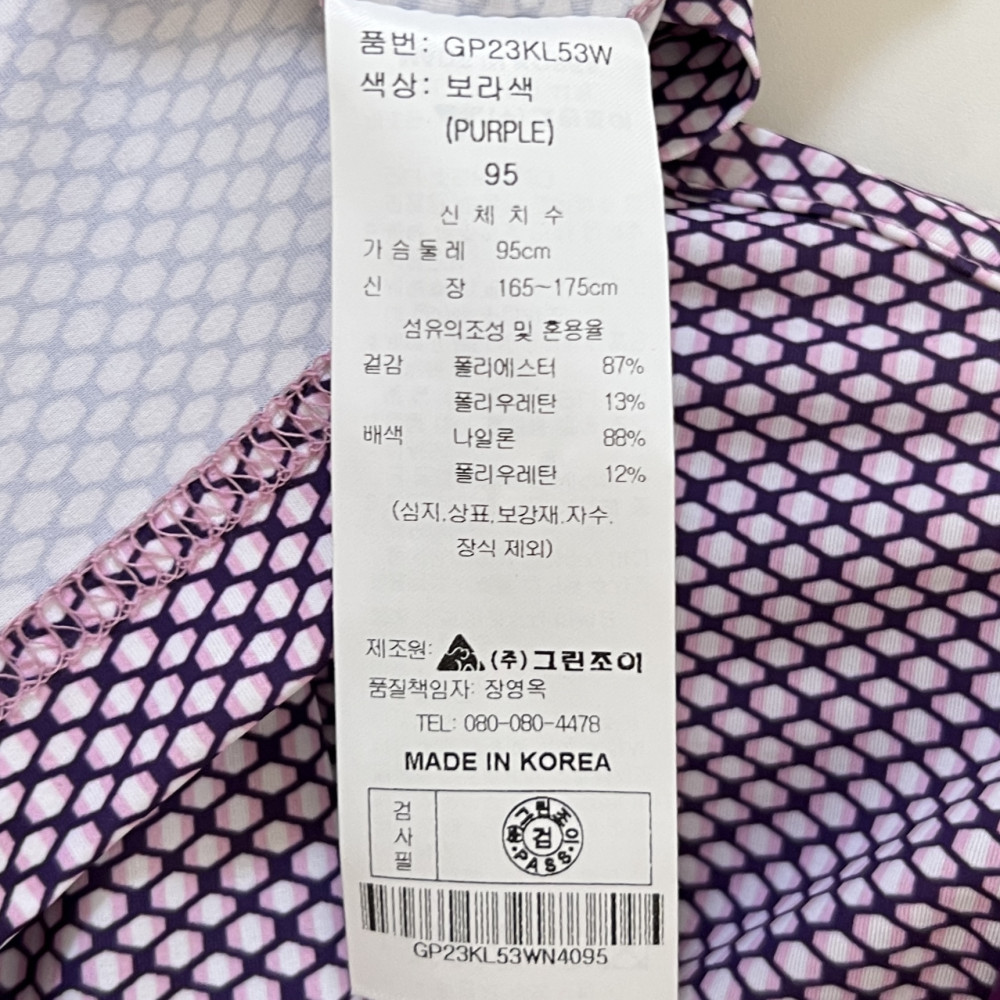 품번: GP23KL53W
색상: 보라색
(PURPLE)
95
신 체 치 수
가 슴 둘 레 95cm
신 장 165~175cm
섬유의조성 및 혼용율
겉감 폴리에스터 87%
폴리우레탄 13%
배색 나일론 88%
폴리우레탄 12%
(심지,상표,보강재,자수,
장식 제외)
제조원: (주)그린조이
품질책임자: 장영옥
TEL: 080-080-4478
MADE IN KOREA
검사필
그린조이
검
PASS
GP23KL53WN4095